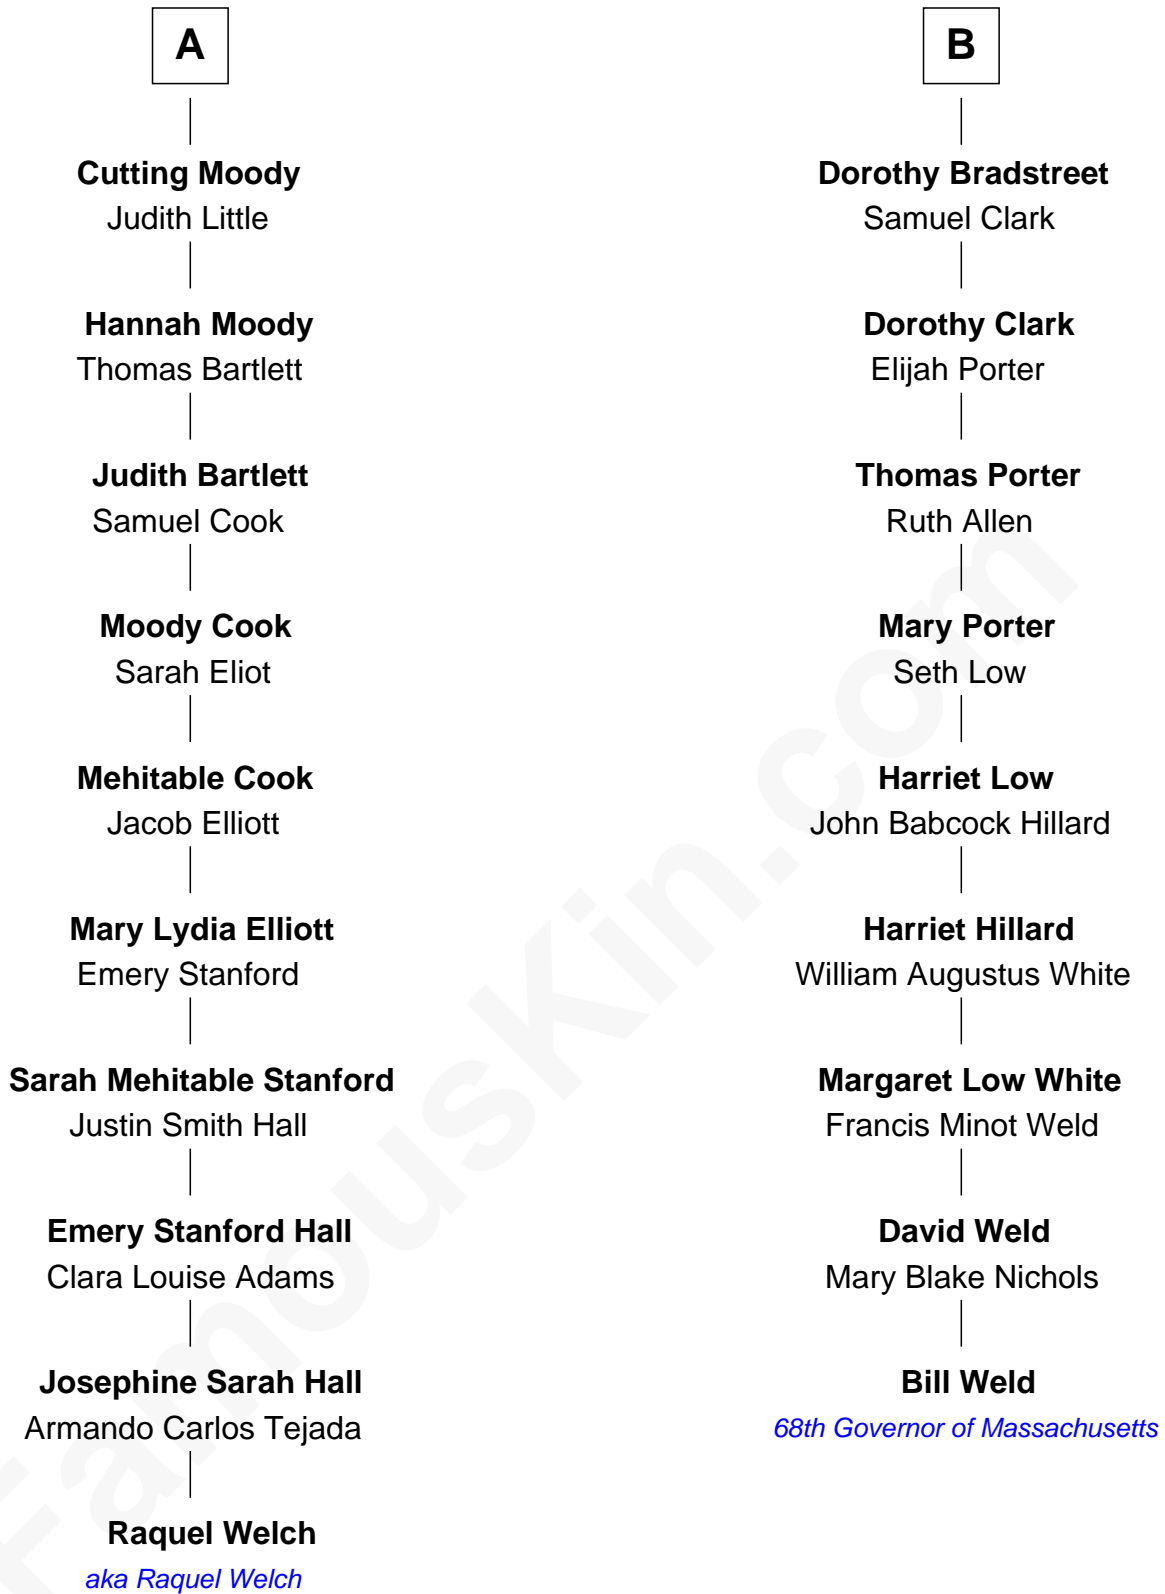 A
Cutting Moody
Judith Little
Hannah Moody
Thomas Bartlett
Judith Bartlett
Samuel Cook
Moody Cook
Sarah Eliot
Mehitable Cook
Jacob Elliott
Mary Lydia Elliott
Emery Stanford
Sarah Mehitable Stanford
Justin Smith Hall
Emery Stanford Hall
Clara Louise Adams
Josephine Sarah Hall
Armando Carlos Tejada
Raquel Welch
aka Raquel Welch
B
Dorothy Bradstreet
Samuel Clark
Dorothy Clark
Elijah Porter
Thomas Porter
Ruth Allen
Mary Porter
Seth Low
Harriet Low
John Babcock Hillard
Harriet Hillard
William Augustus White
Margaret Low White
Francis Minot Weld
David Weld
Mary Blake Nichols
Bill Weld
68th Governor of Massachusetts
FamousKin.com